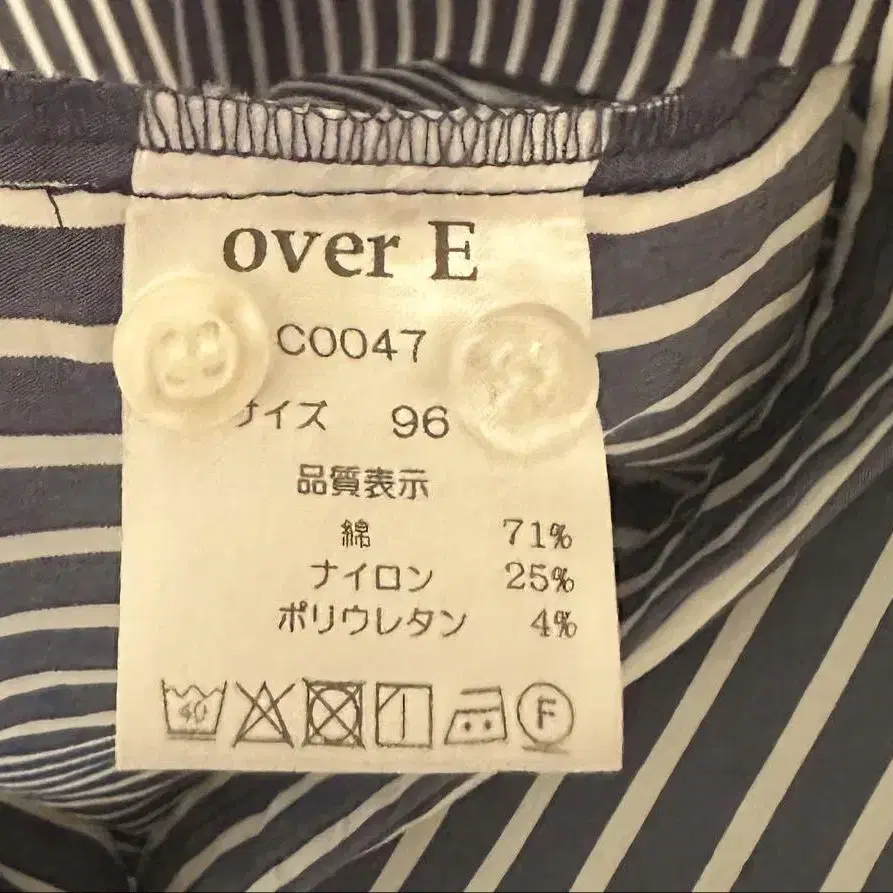 over E
C0047
サイズ 96
品質表示
綿 71%
ナイロン 25%
ポリウレタン 4%
40 F